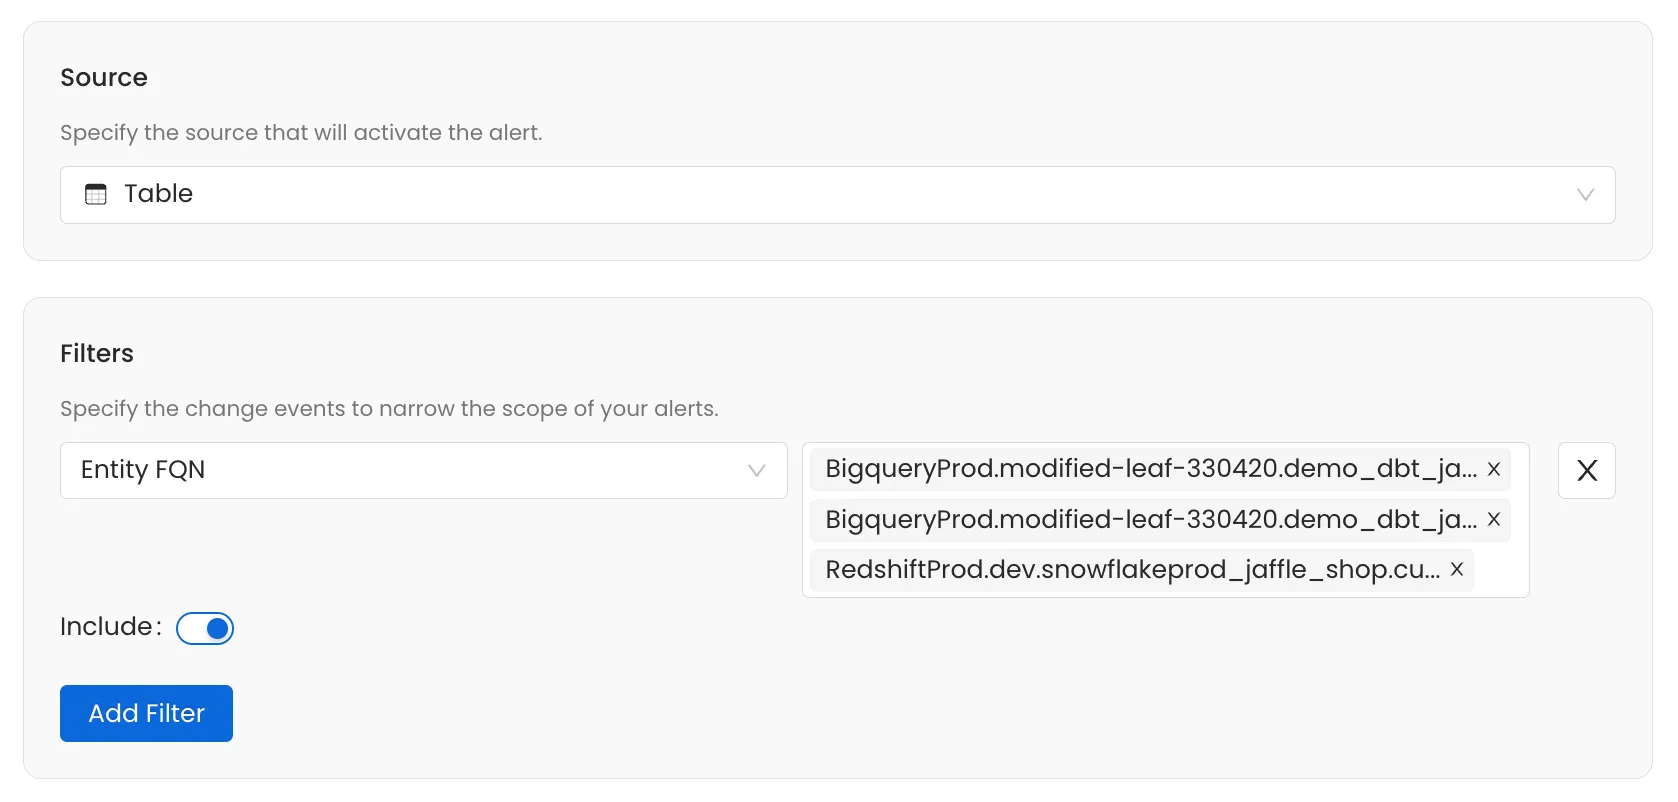 Source
Specify the source that will activate the alert.
Table
Filters
Specify the change events to narrow the scope of your alerts.
Entity FQN
BigqueryProd.modified-leaf-330420.demo_dbt_ja... X
BigqueryProd.modified-leaf-330420.demo_dbt_ja... X
RedshiftProd.dev.snowflakeprod_jaffle_shop.cu... X
X
Include:
Add Filter